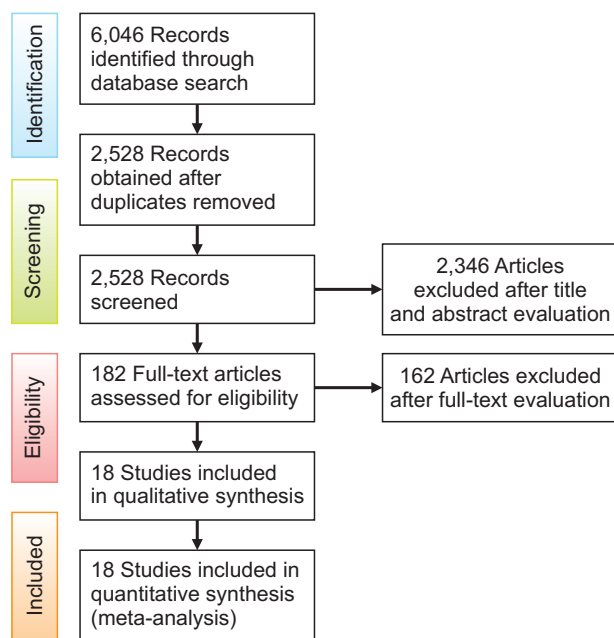 Identification
6,046 Records
identified through
database search
2,528 Records
obtained after
duplicates removed
Screening
2,528 Records
screened
2,346 Articles
excluded after title
and abstract evaluation
Eligibility
182 Full-text articles
assessed for eligibility
162 Articles excluded
after full-text evaluation
18 Studies included
in qualitative synthesis
Included
18 Studies included in
quantitative synthesis
(meta-analysis)